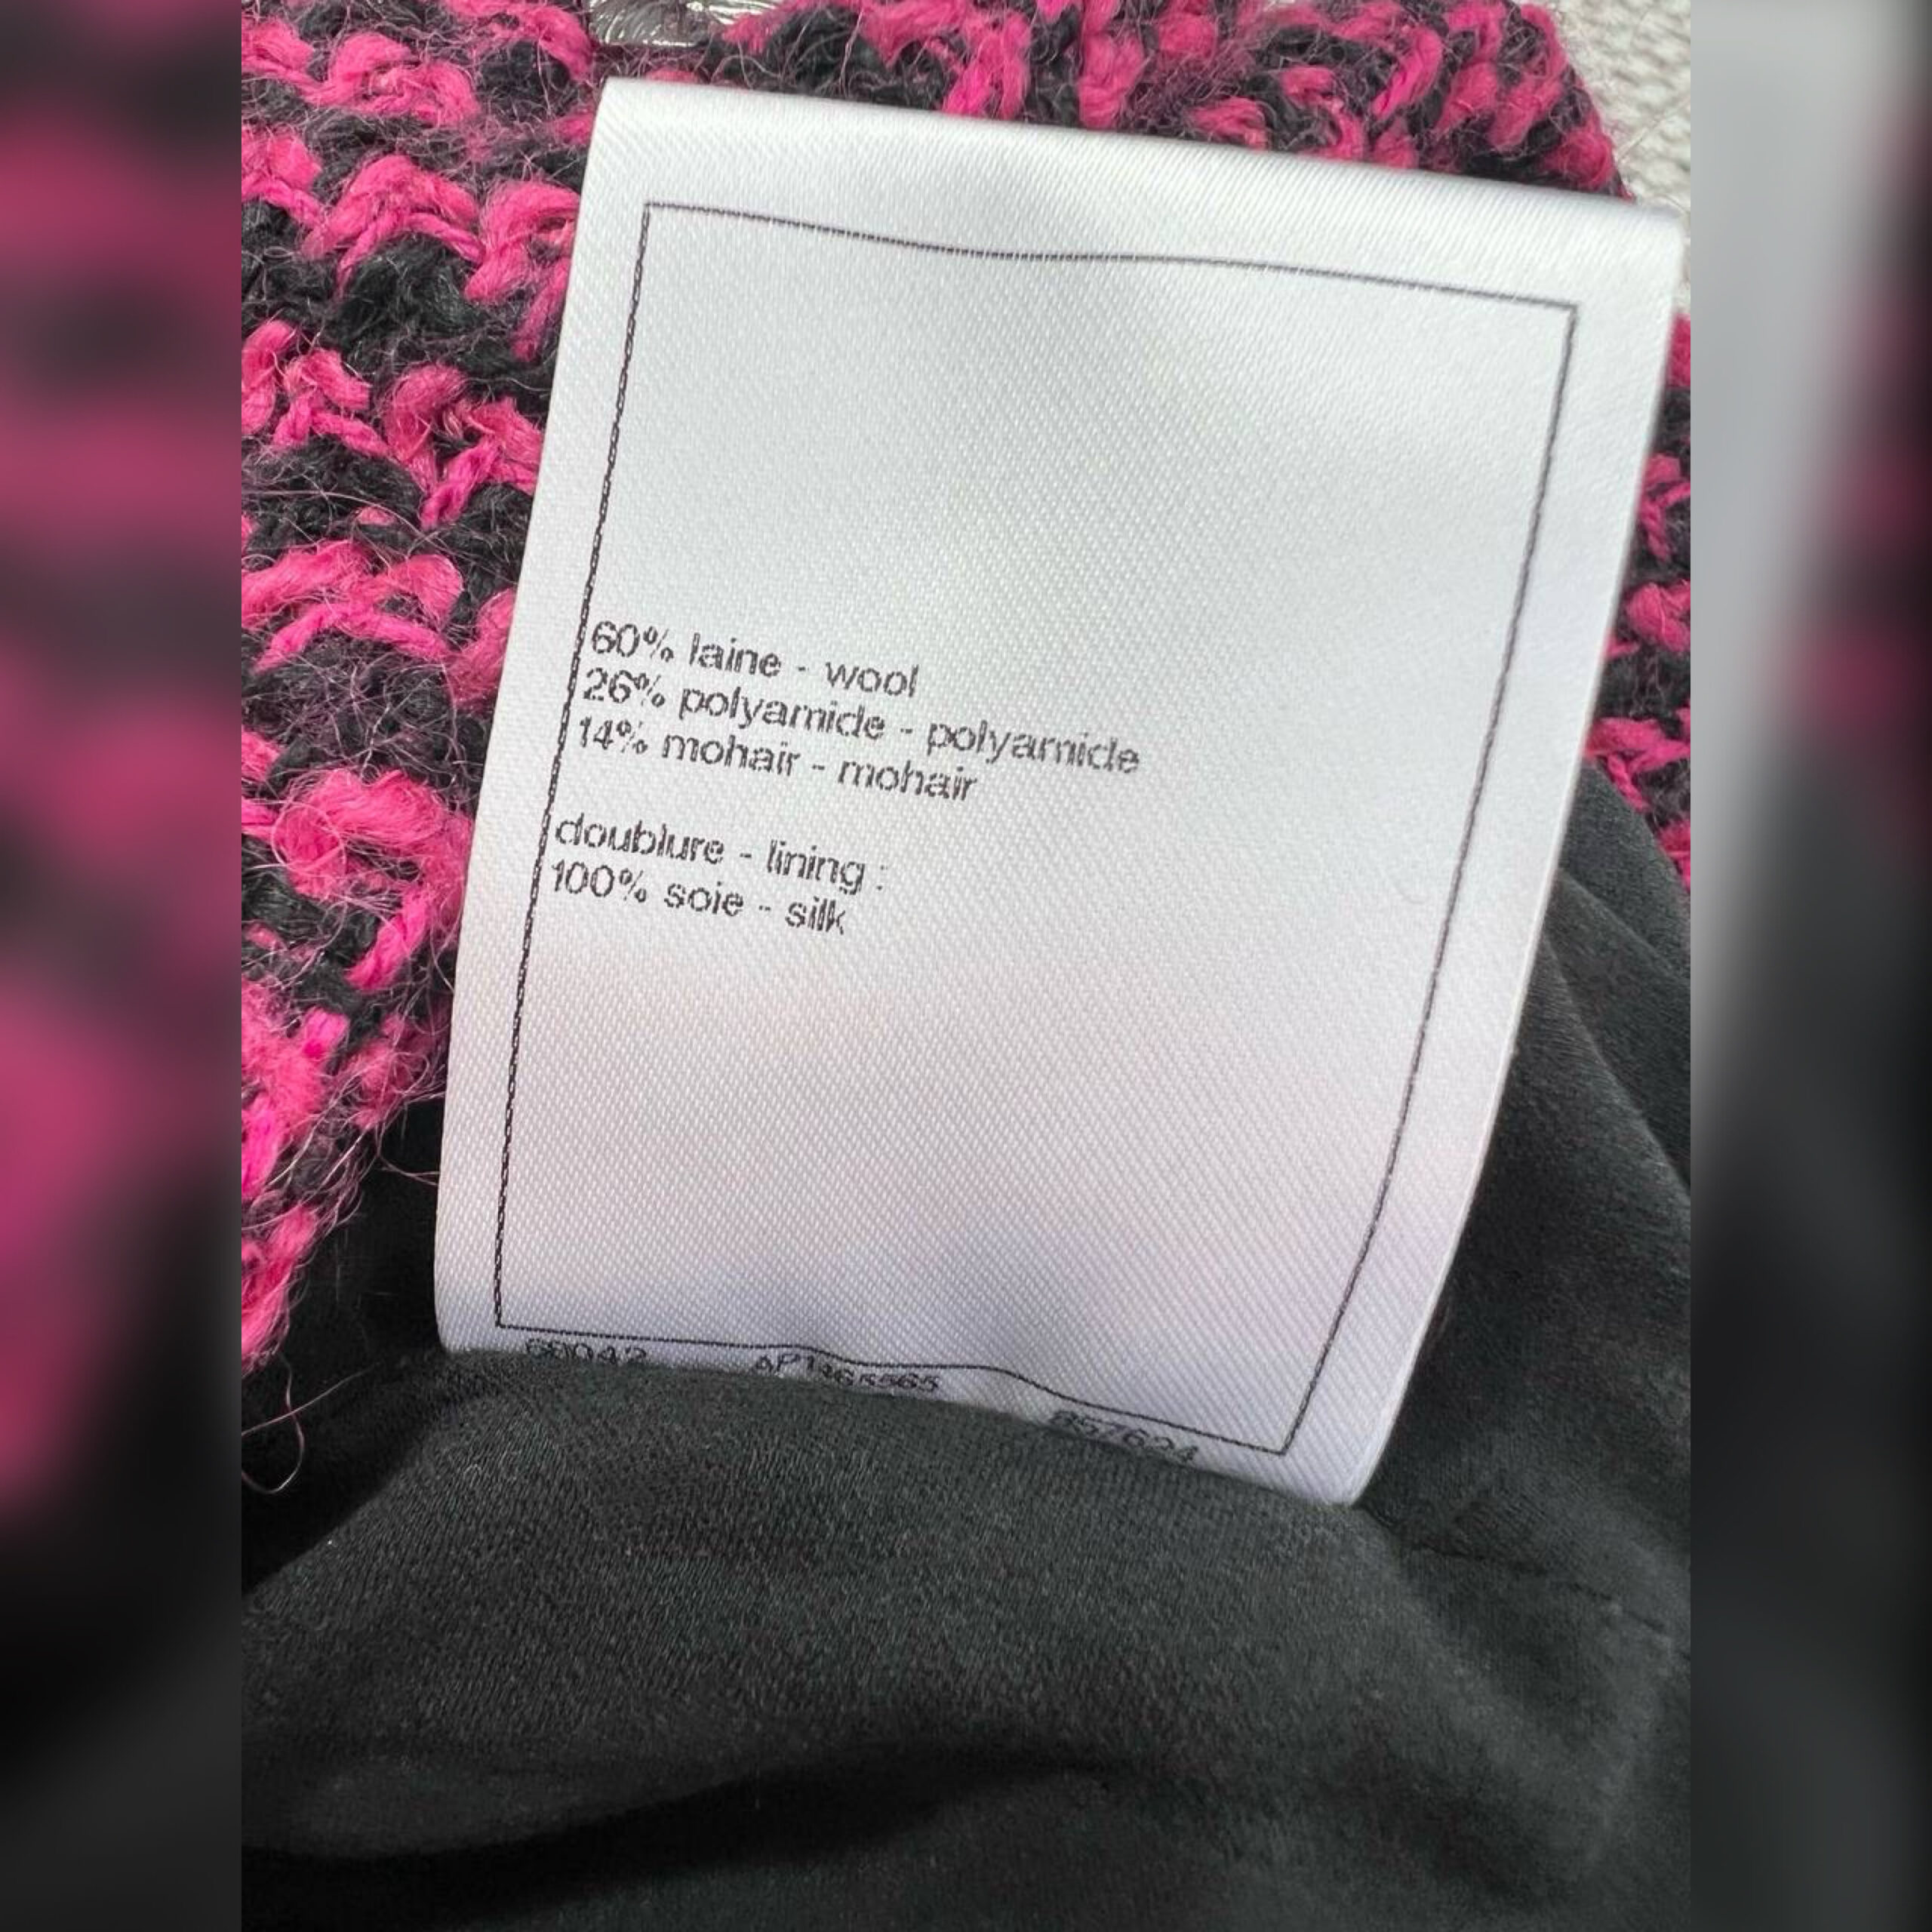 60% laine - wool
26% polyamide - polyamide
14% mohair - mohair
doublure - lining :
100% soie - silk